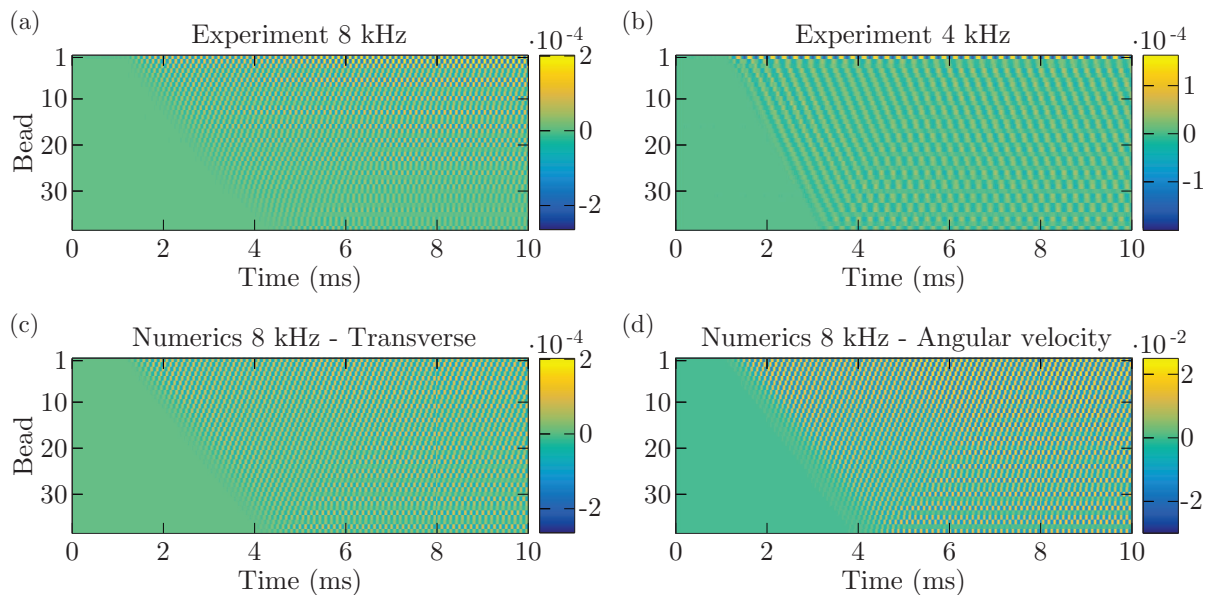 (a)
Experiment 8 kHz
·10⁻⁴
1
10
20
30
Bead
2
0
-2
0 2 4 6 8 10
Time (ms)
(b)
Experiment 4 kHz
·10⁻⁴
1
10
20
30
1
0
-1
0 2 4 6 8 10
Time (ms)
(c)
Numerics 8 kHz - Transverse
·10⁻⁴
1
10
20
30
Bead
2
0
-2
0 2 4 6 8 10
Time (ms)
(d)
Numerics 8 kHz - Angular velocity
·10⁻²
1
10
20
30
2
0
-2
0 2 4 6 8 10
Time (ms)